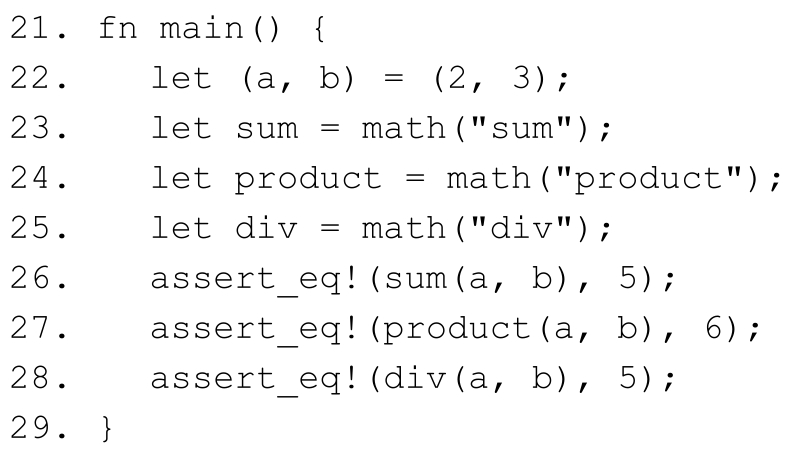 21. fn main() {
22.   let (a, b) = (2, 3);
23.   let sum = math("sum");
24.   let product = math("product");
25.   let div = math("div");
26.   assert_eq!(sum(a, b), 5);
27.   assert_eq!(product(a, b), 6);
28.   assert_eq!(div(a, b), 5);
29. }